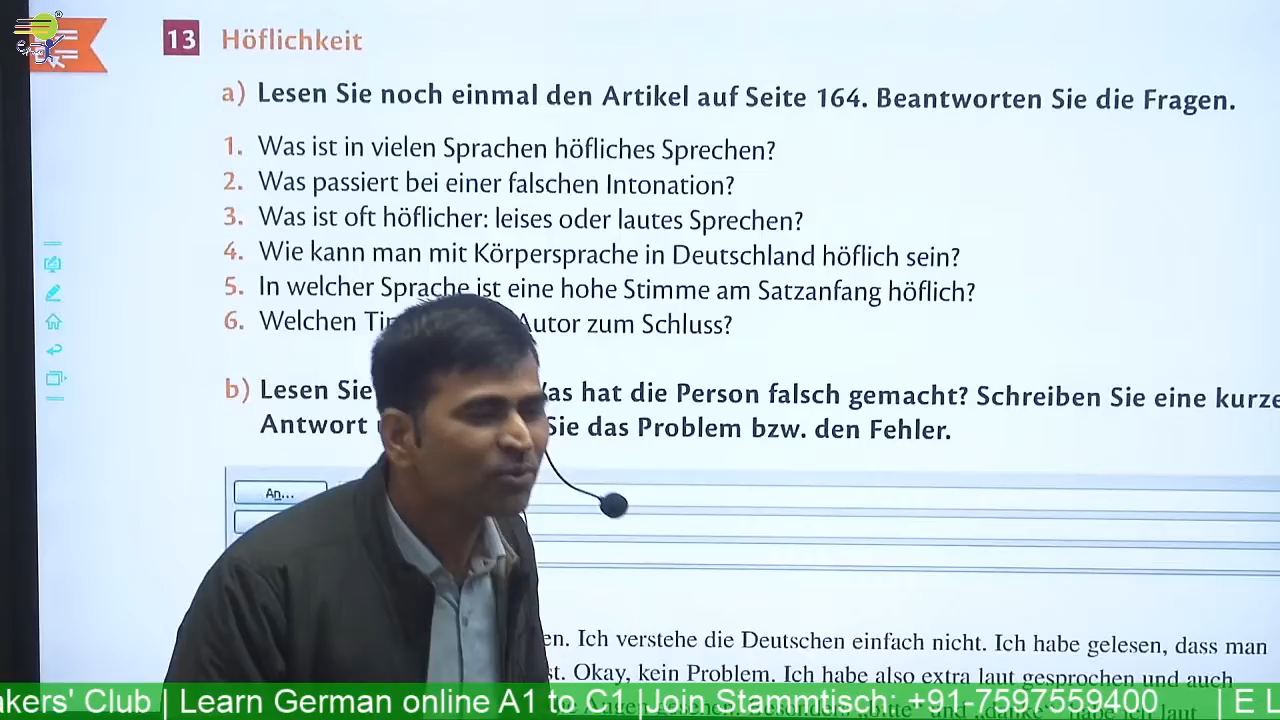 13 Höflichkeit
a) Lesen Sie noch einmal den Artikel auf Seite 164. Beantworten Sie die Fragen.
1. Was ist in vielen Sprachen höfliches Sprechen?
2. Was passiert bei einer falschen Intonation?
3. Was ist oft höflicher: leises oder lautes Sprechen?
4. Wie kann man mit Körpersprache in Deutschland höflich sein?
5. In welcher Sprache ist eine hohe Stimme am Satzanfang höflich?
6. Welchen Autor zum Schluss?
b) Lesen Sie hat die Person falsch gemacht? Schreiben Sie eine kurze
Antwort Sie das Problem bzw. den Fehler.
An...
Ich verstehe die Deutschen einfach nicht. Ich habe gelesen, dass man
Okay, kein Problem. Ich habe also extra laut gesprochen und auch
Club | Learn German online A1 to C1 | Join Stammtisch: +91-7597559400 | E L